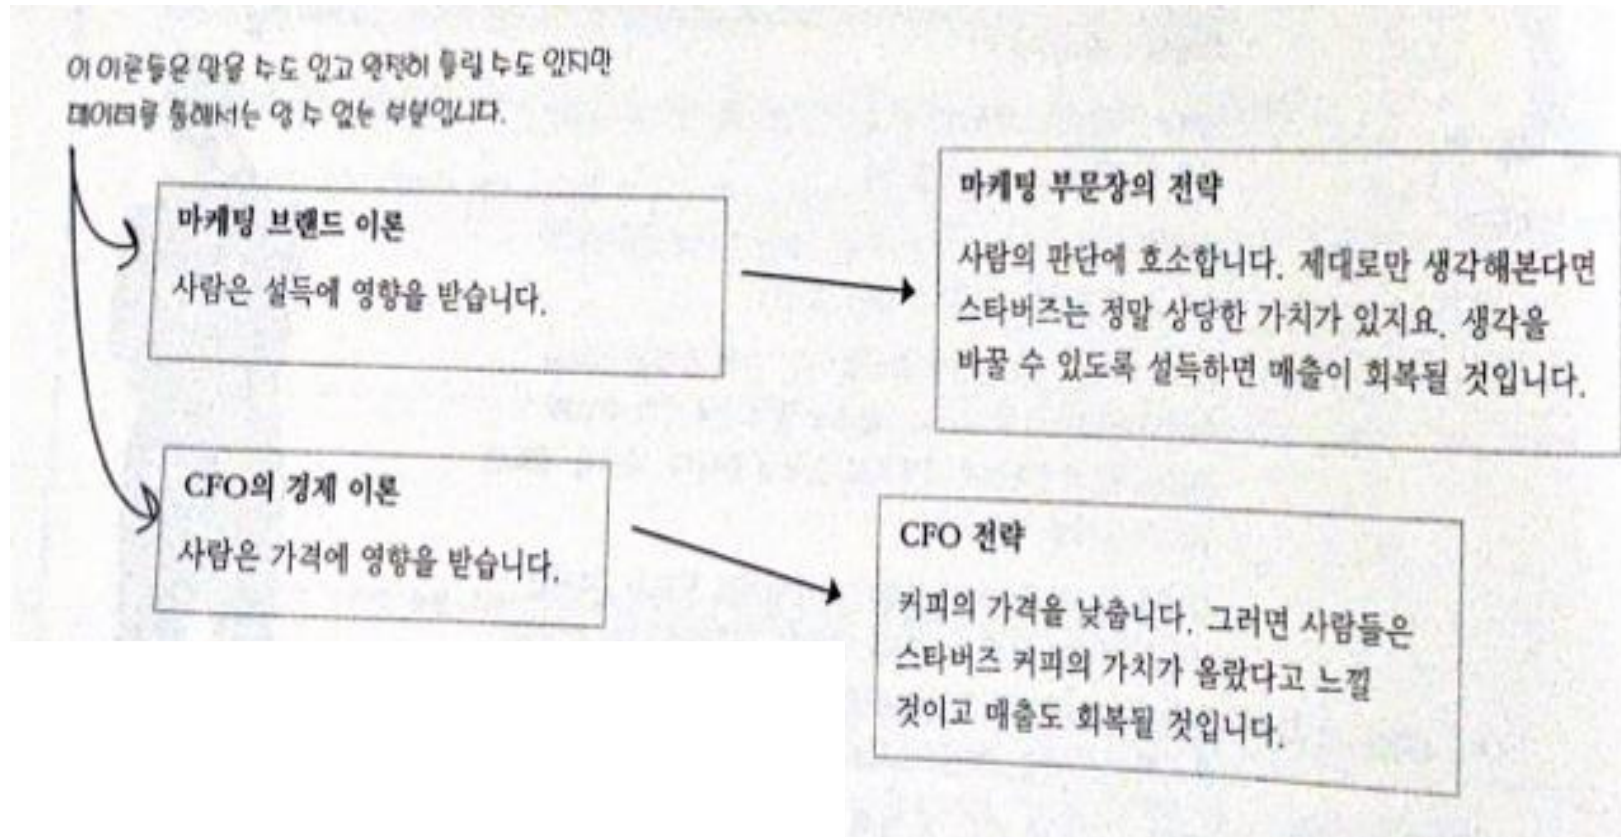 이 이론들은 맞을 수도 있고 완전히 틀릴 수도 있지만
데이터를 통해서는 알 수 없는 부분입니다.
마케팅 브랜드 이론
사람은 설득에 영향을 받습니다.
마케팅 부문장의 전략
사람의 판단에 호소합니다. 제대로만 생각해본다면
스타버즈는 정말 상당한 가치가 있지요. 생각을
바꿀 수 있도록 설득하면 매출이 회복될 것입니다.
CFO의 경제 이론
사람은 가격에 영향을 받습니다.
CFO 전략
커피의 가격을 낮춥니다. 그러면 사람들은
스타버즈 커피의 가치가 올랐다고 느낄
것이고 매출도 회복될 것입니다.